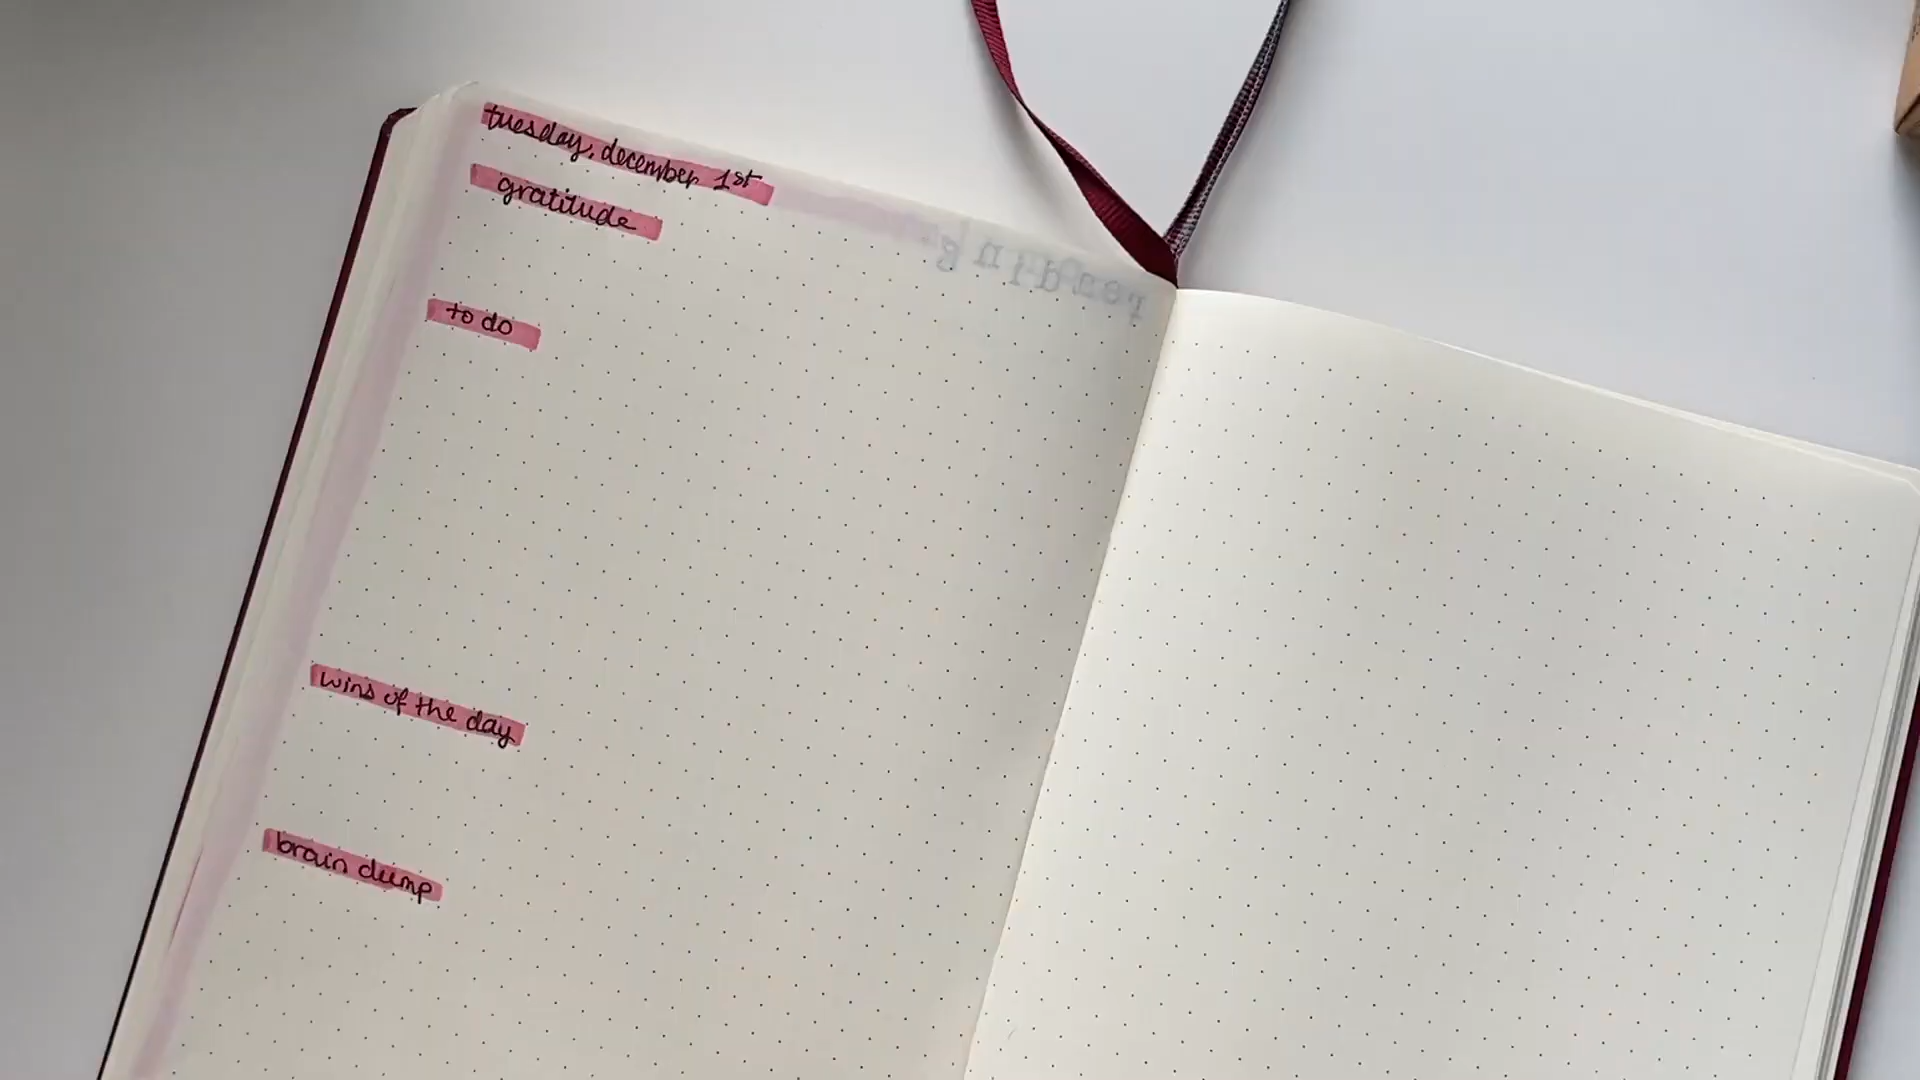 tuesday, december 1st
gratitude
to do
wins of the day
brain dump